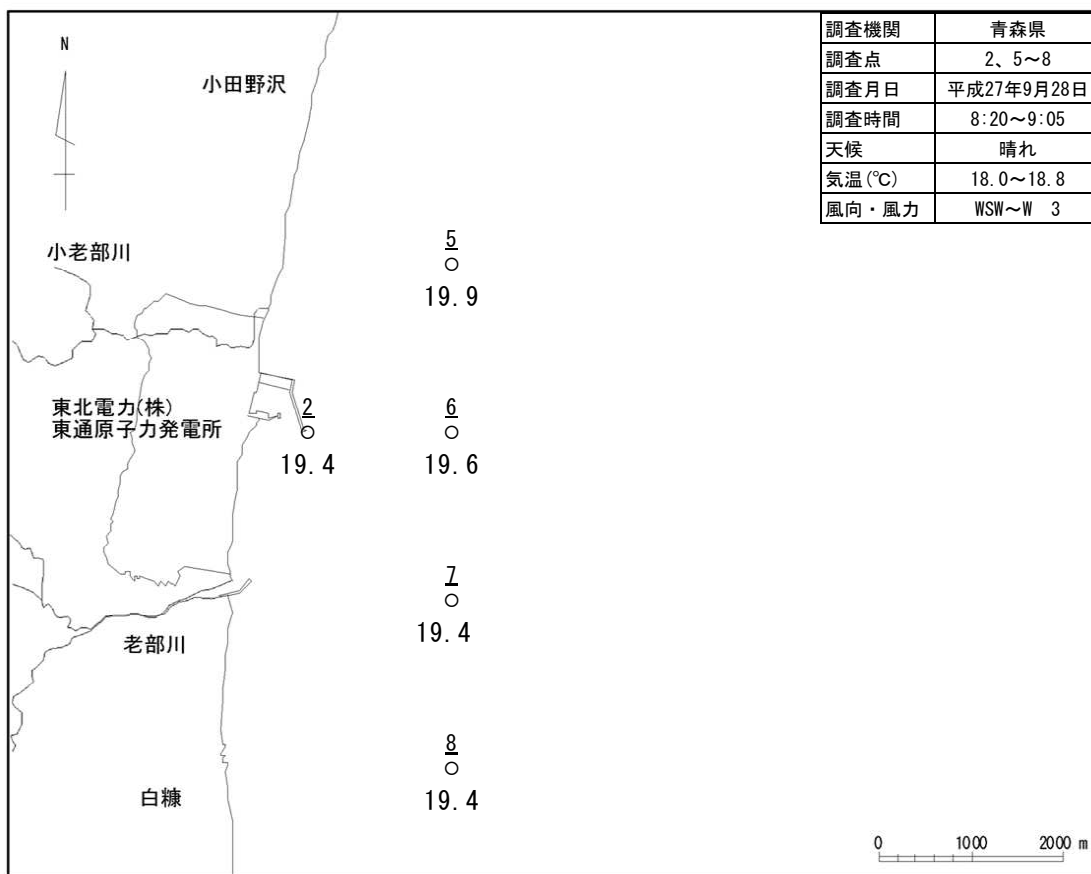 調査機関 青森県
調査点 2、5～8
調査月日 平成27年9月28日
調査時間 8:20～9:05
天候 晴れ
気温(℃) 18.0～18.8
風向・風力 WSW～W 3
N
小田野沢
小老部川
5
19.9
東北電力(株)
東通原子力発電所
2
19.4
6
19.6
7
19.4
老部川
8
19.4
白糠
0 1000 2000 m